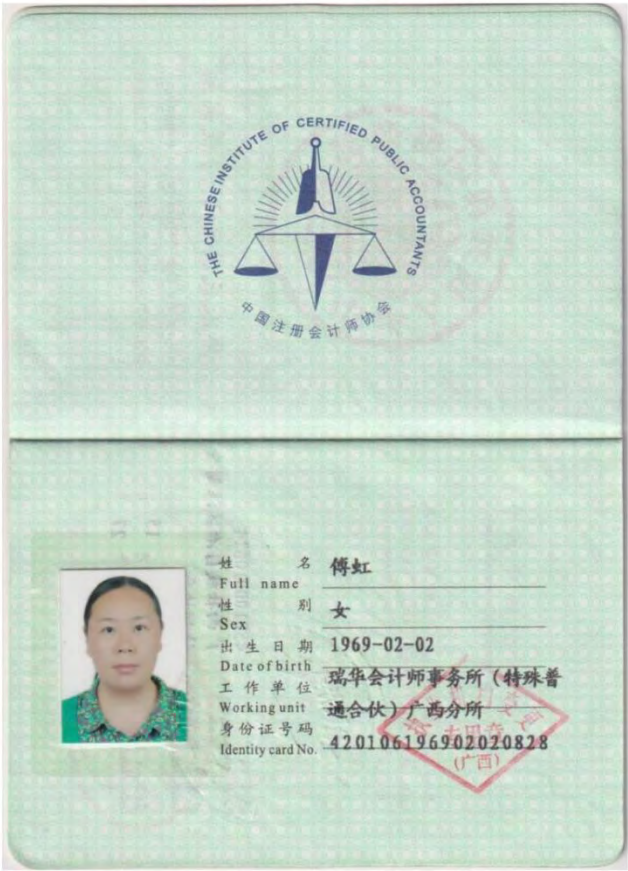 THE CHINESE INSTITUTE OF CERTIFIED PUBLIC ACCOUNTANTS
中国注册会计师协会
姓 名 傅虹
Full name
性 别 女
Sex
出生日期 1969-02-02
Date of birth
工作单位 瑞华会计师事务所（特殊普
Working unit 通合伙）广西分所
身份证号码 420106196902020828
Identity card No.
(广西)